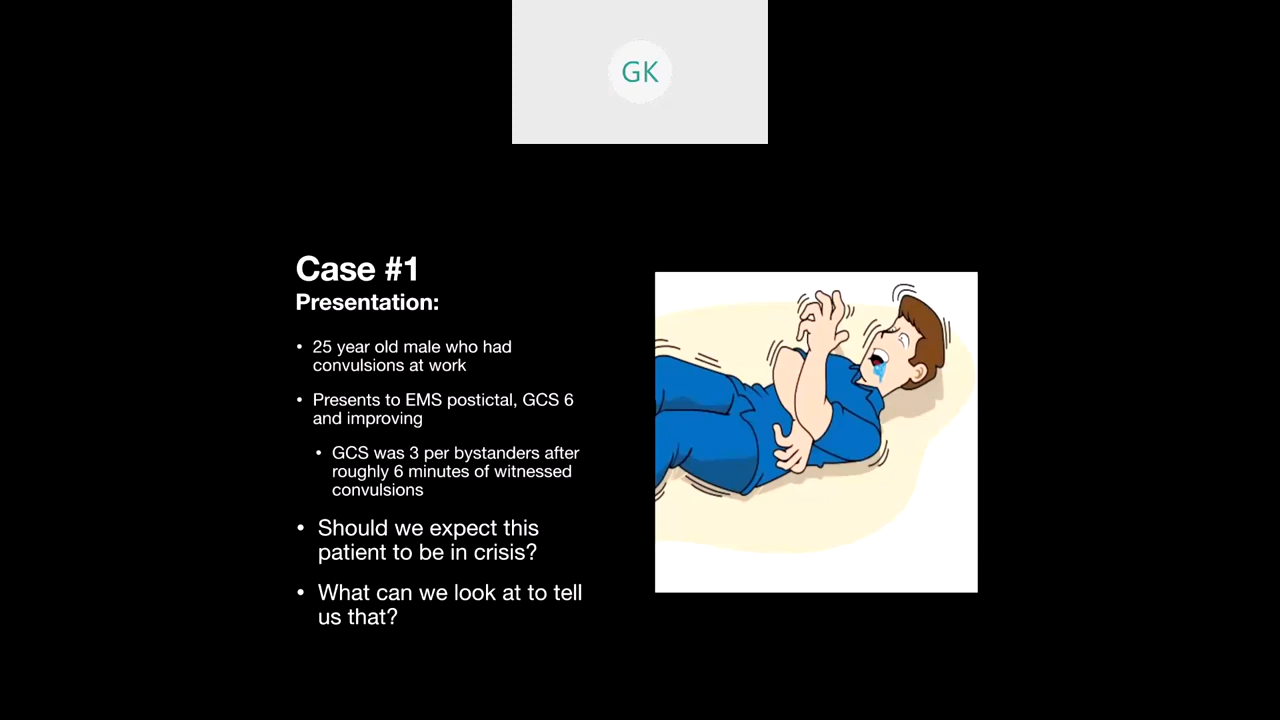 GK
Case #1
Presentation:
• 25 year old male who had
convulsions at work
• Presents to EMS postictal, GCS 6
and improving
• GCS was 3 per bystanders after
roughly 6 minutes of witnessed
convulsions
• Should we expect this
patient to be in crisis?
• What can we look at to tell
us that?